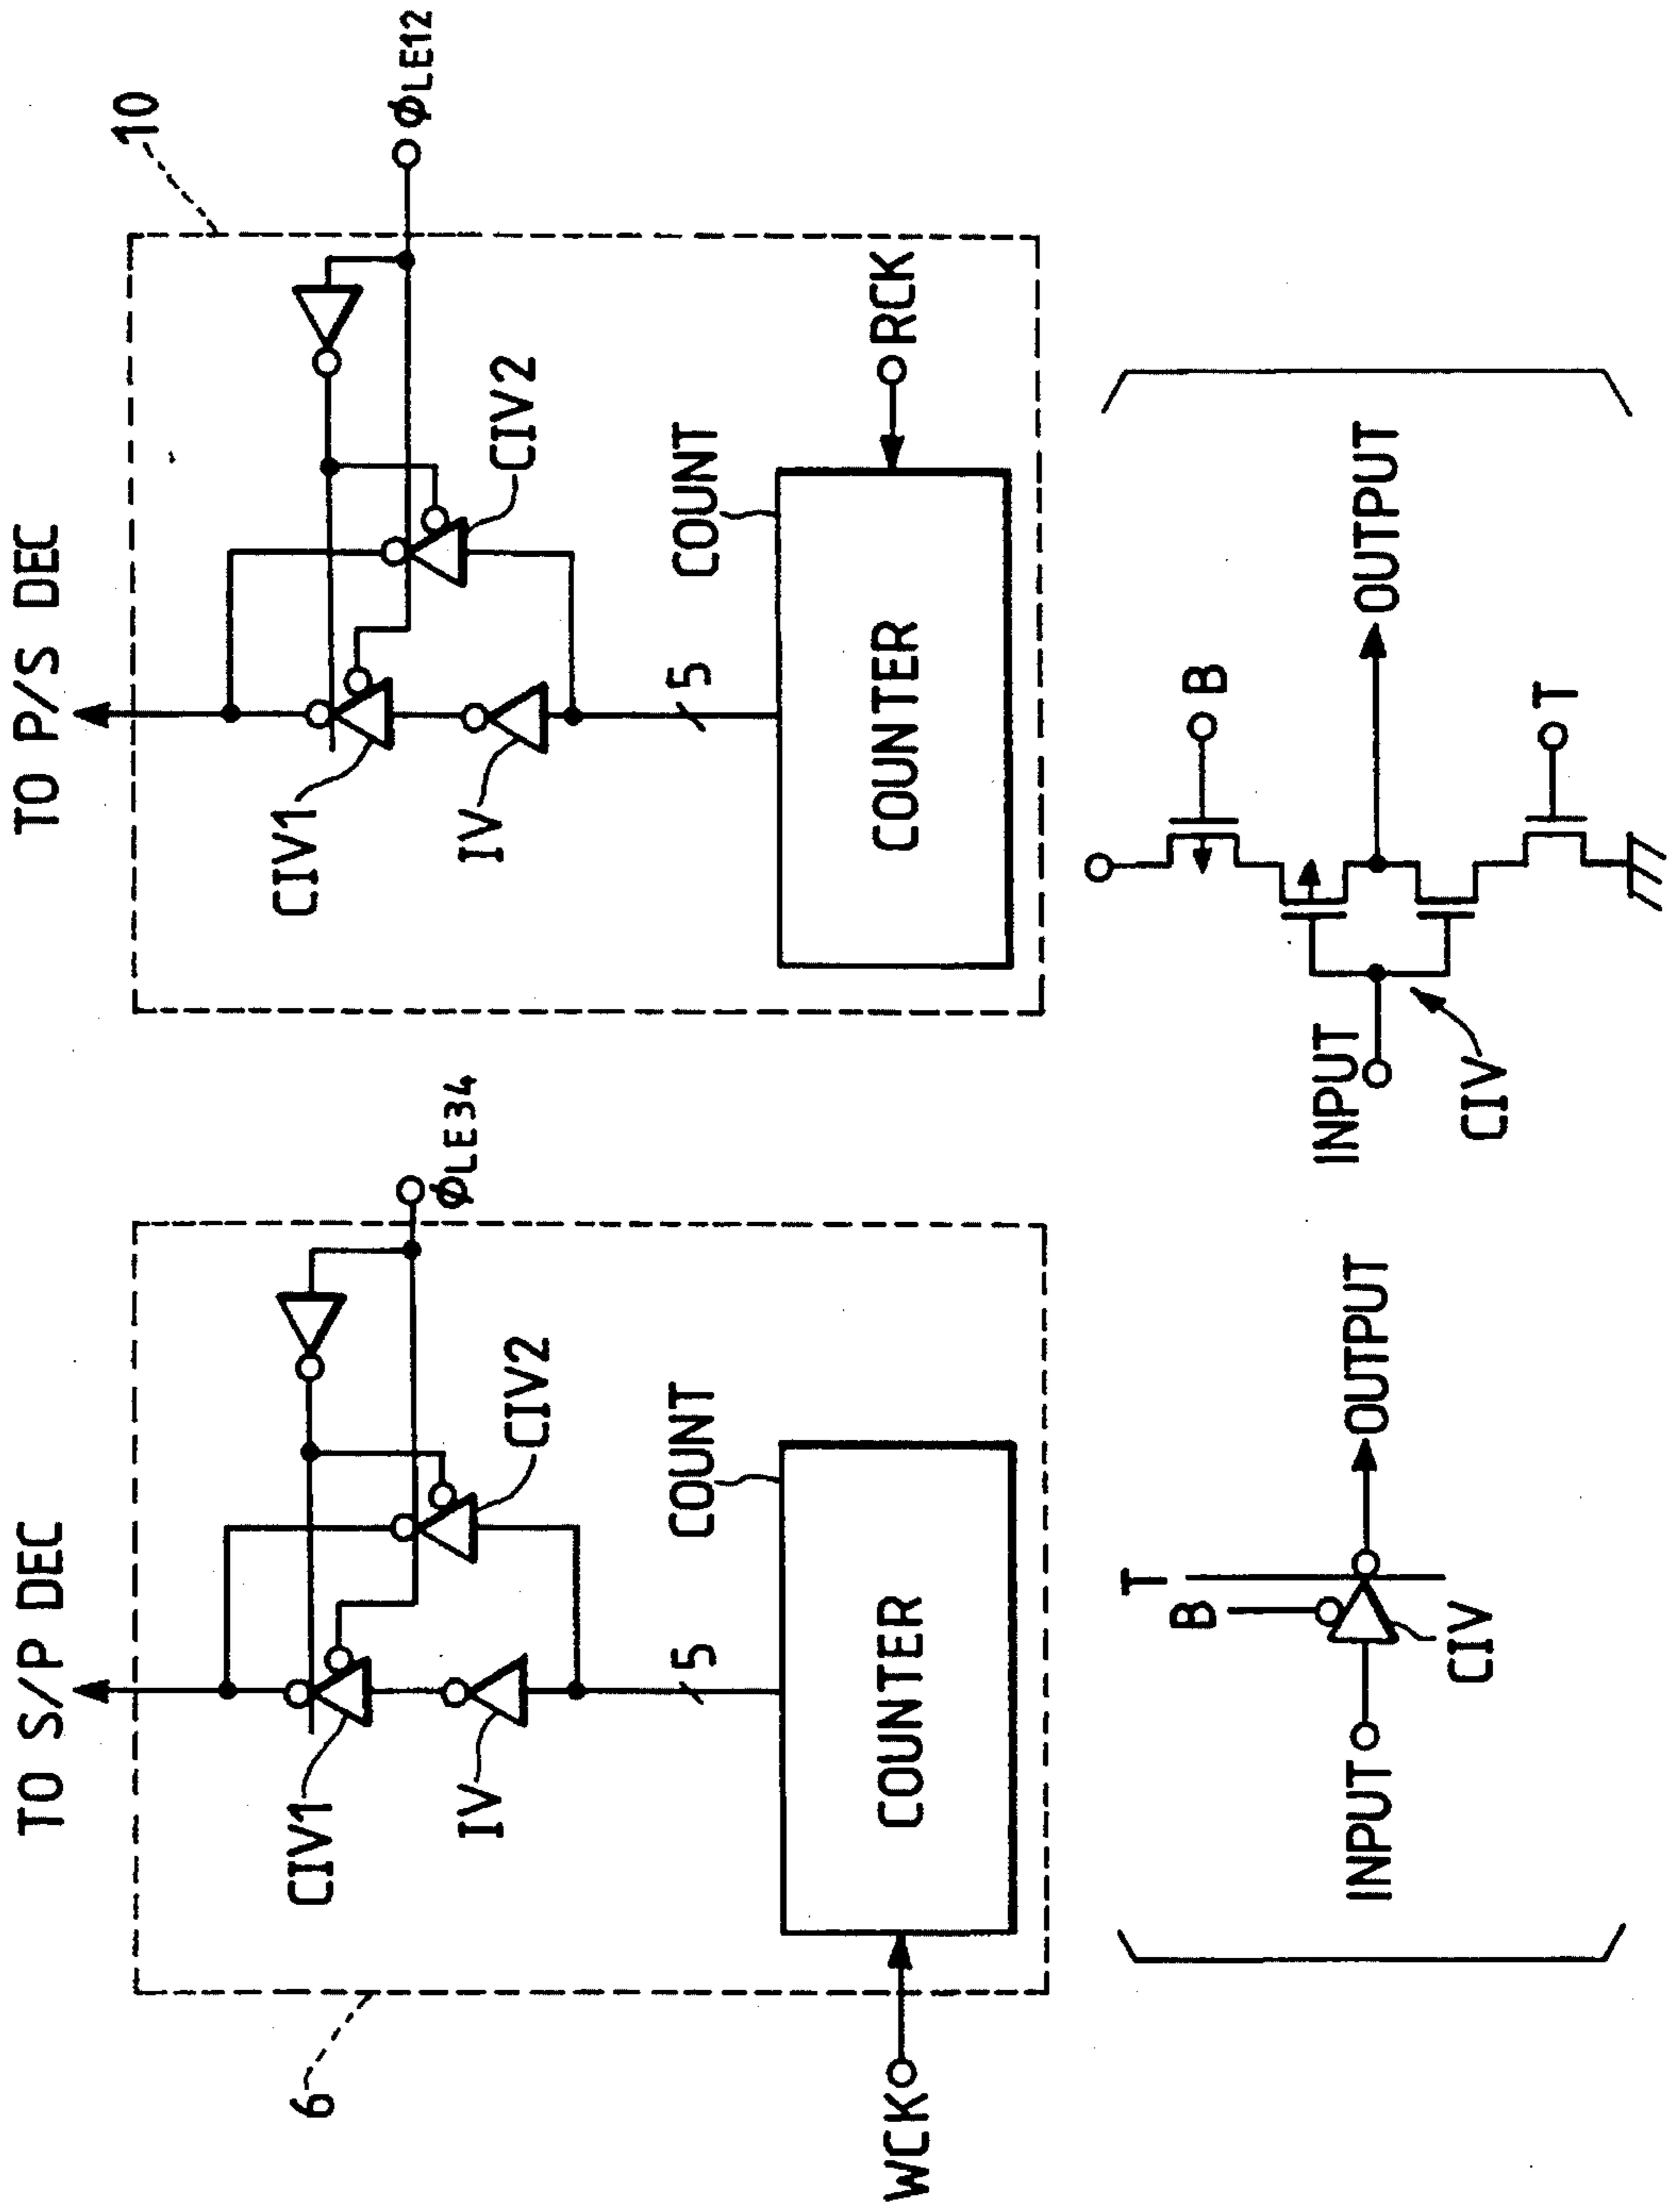 TO S/P DEC
6
CIV1
IV
CIV2
φLE34
5
COUNT
COUNTER
WCK
TO P/S DEC
10
CIV1
IV
CIV2
φLE12
5
COUNT
COUNTER
RCK
T
B
INPUT
OUTPUT
CIV
B
INPUT
OUTPUT
CIV
T